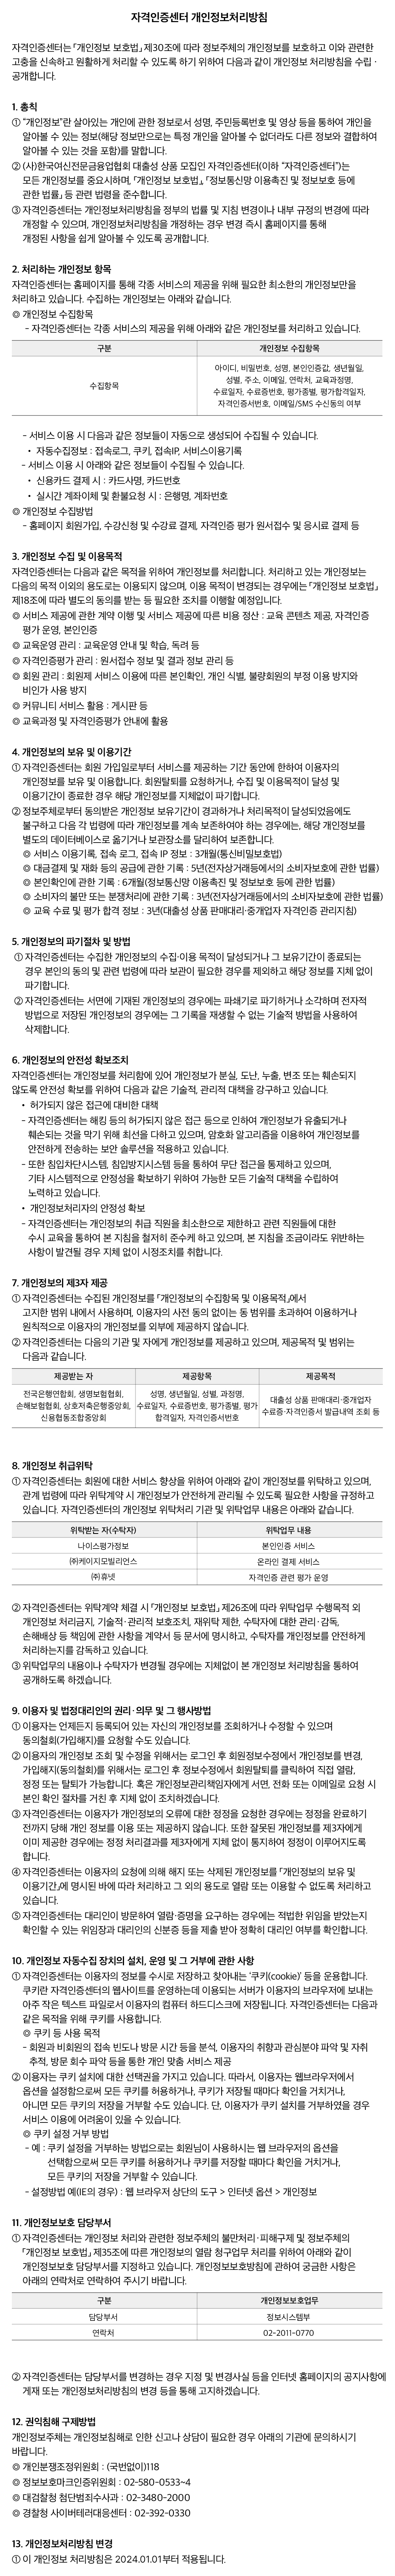 자격인증센터 개인정보처리방침
자격인증센터는 「개인정보 보호법」 제30조에 따라 정보주체의 개인정보를 보호하고 이와 관련한
고충을 신속하고 원활하게 처리할 수 있도록 하기 위하여 다음과 같이 개인정보 처리방침을 수립·
공개합니다.
1. 총칙
① “개인정보”란 살아있는 개인에 관한 정보로서 성명, 주민등록번호 및 영상 등을 통하여 개인을
알아볼 수 있는 정보(해당 정보만으로는 특정 개인을 알아볼 수 없더라도 다른 정보와 결합하여
알아볼 수 있는 것을 포함)를 말합니다.
② (사)한국여신전문금융업협회 대출성 상품 모집인 자격인증센터(이하 “자격인증센터”)는
모든 개인정보를 중요시하며, 「개인정보 보호법」, 「정보통신망 이용촉진 및 정보보호 등에
관한 법률」 등 관련 법령을 준수합니다.
③ 자격인증센터는 개인정보처리방침을 정부의 법률 및 지침 변경이나 내부 규정의 변경에 따라
개정할 수 있으며, 개인정보처리방침을 개정하는 경우 변경 즉시 홈페이지를 통해
개정된 사항을 쉽게 알아볼 수 있도록 공개합니다.
2. 처리하는 개인정보 항목
자격인증센터는 홈페이지를 통해 각종 서비스의 제공을 위해 필요한 최소한의 개인정보만을
처리하고 있습니다. 수집하는 개인정보는 아래와 같습니다.
◎ 개인정보 수집항목
- 자격인증센터는 각종 서비스의 제공을 위해 아래와 같은 개인정보를 처리하고 있습니다.
구분 개인정보 수집항목
수집항목
아이디, 비밀번호, 성명, 본인인증값, 생년월일,
성별, 주소, 이메일, 연락처, 교육과정명,
수료일자, 수료증번호, 평가종별, 평가합격일자,
자격인증서번호, 이메일/SMS 수신동의 여부
- 서비스 이용 시 다음과 같은 정보들이 자동으로 생성되어 수집될 수 있습니다.
• 자동수집정보 : 접속로그, 쿠키, 접속IP, 서비스이용기록
- 서비스 이용 시 아래와 같은 정보들이 수집될 수 있습니다.
• 신용카드 결제 시 : 카드사명, 카드번호
• 실시간 계좌이체 및 환불요청 시 : 은행명, 계좌번호
◎ 개인정보 수집방법
- 홈페이지 회원가입, 수강신청 및 수강료 결제, 자격인증 평가 원서접수 및 응시료 결제 등
3. 개인정보 수집 및 이용목적
자격인증센터는 다음과 같은 목적을 위하여 개인정보를 처리합니다. 처리하고 있는 개인정보는
다음의 목적 이외의 용도로는 이용되지 않으며, 이용 목적이 변경되는 경우에는 「개인정보 보호법」
제18조에 따라 별도의 동의를 받는 등 필요한 조치를 이행할 예정입니다.
◎ 서비스 제공에 관한 계약 이행 및 서비스 제공에 따른 비용 정산 : 교육 콘텐츠 제공, 자격인증
평가 운영, 본인인증
◎ 교육운영 관리 : 교육운영 안내 및 학습, 독려 등
◎ 자격인증평가 관리 : 원서접수 정보 및 결과 정보 관리 등
◎ 회원 관리 : 회원제 서비스 이용에 따른 본인확인, 개인 식별, 불량회원의 부정 이용 방지와
비인가 사용 방지
◎ 커뮤니티 서비스 활용 : 게시판 등
◎ 교육과정 및 자격인증평가 안내에 활용
4. 개인정보의 보유 및 이용기간
① 자격인증센터는 회원 가입일로부터 서비스를 제공하는 기간 동안에 한하여 이용자의
개인정보를 보유 및 이용합니다. 회원탈퇴를 요청하거나, 수집 및 이용목적이 달성 및
이용기간이 종료한 경우 해당 개인정보를 지체없이 파기합니다.
② 정보주체로부터 동의받은 개인정보 보유기간이 경과하거나 처리목적이 달성되었음에도
불구하고 다음 각 법령에 따라 개인정보를 계속 보존하여야 하는 경우에는, 해당 개인정보를
별도의 데이터베이스로 옮기거나 보관장소를 달리하여 보존합니다.
◎ 서비스 이용기록, 접속 로그, 접속 IP 정보 : 3개월(통신비밀보호법)
◎ 대금결제 및 재화 등의 공급에 관한 기록 : 5년(전자상거래등에서의 소비자보호에 관한 법률)
◎ 본인확인에 관한 기록 : 6개월(정보통신망 이용촉진 및 정보보호 등에 관한 법률)
◎ 소비자의 불만 또는 분쟁처리에 관한 기록 : 3년(전자상거래등에서의 소비자보호에 관한 법률)
◎ 교육 수료 및 평가 합격 정보 : 3년(대출성 상품 판매대리·중개업자 자격인증 관리지침)
5. 개인정보의 파기절차 및 방법
① 자격인증센터는 수집한 개인정보의 수집·이용 목적이 달성되거나 그 보유기간이 종료되는
경우 본인의 동의 및 관련 법령에 따라 보관이 필요한 경우를 제외하고 해당 정보를 지체 없이
파기합니다.
② 자격인증센터는 서면에 기재된 개인정보의 경우에는 파쇄기로 파기하거나 소각하며 전자적
방법으로 저장된 개인정보의 경우에는 그 기록을 재생할 수 없는 기술적 방법을 사용하여
삭제합니다.
6. 개인정보의 안전성 확보조치
자격인증센터는 개인정보를 처리함에 있어 개인정보가 분실, 도난, 누출, 변조 또는 훼손되지
않도록 안전성 확보를 위하여 다음과 같은 기술적, 관리적 대책을 강구하고 있습니다.
• 허가되지 않은 접근에 대비한 대책
- 자격인증센터는 해킹 등의 허가되지 않은 접근 등으로 인하여 개인정보가 유출되거나
훼손되는 것을 막기 위해 최선을 다하고 있으며, 암호화 알고리즘을 이용하여 개인정보를
안전하게 전송하는 보안 솔루션을 적용하고 있습니다.
- 또한 침입차단시스템, 침입방지시스템 등을 통하여 무단 접근을 통제하고 있으며,
기타 시스템적으로 안정성을 확보하기 위하여 가능한 모든 기술적 대책을 수립하여
노력하고 있습니다.
• 개인정보처리자의 안정성 확보
- 자격인증센터는 개인정보의 취급 직원을 최소한으로 제한하고 관련 직원들에 대한
수시 교육을 통하여 본 지침을 철저히 준수케 하고 있으며, 본 지침을 조금이라도 위반하는
사항이 발견될 경우 지체 없이 시정조치를 취합니다.
7. 개인정보의 제3자 제공
① 자격인증센터는 수집된 개인정보를 「개인정보의 수집항목 및 이용목적」에서
고지한 범위 내에서 사용하며, 이용자의 사전 동의 없이는 동 범위를 초과하여 이용하거나
원칙적으로 이용자의 개인정보를 외부에 제공하지 않습니다.
② 자격인증센터는 다음의 기관 및 자에게 개인정보를 제공하고 있으며, 제공목적 및 범위는
다음과 같습니다.
제공받는 자 제공항목 제공목적
전국은행연합회, 생명보험협회,
손해보험협회, 상호저축은행중앙회,
신용협동조합중앙회
성명, 생년월일, 성별, 과정명,
수료일자, 수료증번호, 평가종별, 평가
합격일자, 자격인증서번호
대출성 상품 판매대리·중개업자
수료증·자격인증서 발급내역 조회 등
8. 개인정보 취급위탁
① 자격인증센터는 회원에 대한 서비스 향상을 위하여 아래와 같이 개인정보를 위탁하고 있으며,
관계 법령에 따라 위탁계약 시 개인정보가 안전하게 관리될 수 있도록 필요한 사항을 규정하고
있습니다. 자격인증센터의 개인정보 위탁처리 기관 및 위탁업무 내용은 아래와 같습니다.
위탁받는 자(수탁자) 위탁업무 내용
나이스평가정보 본인인증 서비스
㈜케이지모빌리언스 온라인 결제 서비스
㈜휴넷 자격인증 관련 평가 운영
② 자격인증센터는 위탁계약 체결 시 「개인정보 보호법」 제26조에 따라 위탁업무 수행목적 외
개인정보 처리금지, 기술적·관리적 보호조치, 재위탁 제한, 수탁자에 대한 관리·감독,
손해배상 등 책임에 관한 사항을 계약서 등 문서에 명시하고, 수탁자를 개인정보를 안전하게
처리하는지를 감독하고 있습니다.
③ 위탁업무의 내용이나 수탁자가 변경될 경우에는 지체없이 본 개인정보 처리방침을 통하여
공개하도록 하겠습니다.
9. 이용자 및 법정대리인의 권리·의무 및 그 행사방법
① 이용자는 언제든지 등록되어 있는 자신의 개인정보를 조회하거나 수정할 수 있으며
동의철회(가입해지)를 요청할 수도 있습니다.
② 이용자의 개인정보 조회 및 수정을 위해서는 로그인 후 회원정보수정에서 개인정보를 변경,
가입해지(동의철회)를 위해서는 로그인 후 정보수정에서 회원탈퇴를 클릭하여 직접 열람,
정정 또는 탈퇴가 가능합니다. 혹은 개인정보관리책임자에게 서면, 전화 또는 이메일로 요청 시
본인 확인 절차를 거친 후 지체 없이 조치하겠습니다.
③ 자격인증센터는 이용자가 개인정보의 오류에 대한 정정을 요청한 경우에는 정정을 완료하기
전까지 당해 개인 정보를 이용 또는 제공하지 않습니다. 또한 잘못된 개인정보를 제3자에게
이미 제공한 경우에는 정정 처리결과를 제3자에게 지체 없이 통지하여 정정이 이루어지도록
합니다.
④ 자격인증센터는 이용자의 요청에 의해 해지 또는 삭제된 개인정보를 「개인정보의 보유 및
이용기간」에 명시된 바에 따라 처리하고 그 외의 용도로 열람 또는 이용할 수 없도록 처리하고
있습니다.
⑤ 자격인증센터는 대리인이 방문하여 열람·증명을 요구하는 경우에는 적법한 위임을 받았는지
확인할 수 있는 위임장과 대리인의 신분증 등을 제출 받아 정확히 대리인 여부를 확인합니다.
10. 개인정보 자동수집 장치의 설치, 운영 및 그 거부에 관한 사항
① 자격인증센터는 이용자의 정보를 수시로 저장하고 찾아내는 ‘쿠키(cookie)’ 등을 운용합니다.
쿠키란 자격인증센터의 웹사이트를 운영하는데 이용되는 서버가 이용자의 브라우저에 보내는
아주 작은 텍스트 파일로서 이용자의 컴퓨터 하드디스크에 저장됩니다. 자격인증센터는 다음과
같은 목적을 위해 쿠키를 사용합니다.
◎ 쿠키 등 사용 목적
- 회원과 비회원의 접속 빈도나 방문 시간 등을 분석, 이용자의 취향과 관심분야 파악 및 자취
추적, 방문 회수 파악 등을 통한 개인 맞춤 서비스 제공
② 이용자는 쿠키 설치에 대한 선택권을 가지고 있습니다. 따라서, 이용자는 웹브라우저에서
옵션을 설정함으로써 모든 쿠키를 허용하거나, 쿠키가 저장될 때마다 확인을 거치거나,
아니면 모든 쿠키의 저장을 거부할 수도 있습니다. 단, 이용자가 쿠키 설치를 거부하였을 경우
서비스 이용에 어려움이 있을 수 있습니다.
◎ 쿠키 설정 거부 방법
- 예 : 쿠키 설정을 거부하는 방법으로는 회원님이 사용하시는 웹 브라우저의 옵션을
선택함으로써 모든 쿠키를 허용하거나 쿠키를 저장할 때마다 확인을 거치거나,
모든 쿠키의 저장을 거부할 수 있습니다.
- 설정방법 예(IE의 경우) : 웹 브라우저 상단의 도구 > 인터넷 옵션 > 개인정보
11. 개인정보보호 담당부서
① 자격인증센터는 개인정보 처리와 관련한 정보주체의 불만처리·피해구제 및 정보주체의
「개인정보 보호법」 제35조에 따른 개인정보의 열람 청구업무 처리를 위하여 아래와 같이
개인정보보호 담당부서를 지정하고 있습니다. 개인정보보호방침에 관하여 궁금한 사항은
아래의 연락처로 연락하여 주시기 바랍니다.
구분 개인정보보호업무
담당부서 정보시스템부
연락처 02-2011-0770
② 자격인증센터는 담당부서를 변경하는 경우 지정 및 변경사실 등을 인터넷 홈페이지의 공지사항에
게재 또는 개인정보처리방침의 변경 등을 통해 고지하겠습니다.
12. 권익침해 구제방법
개인정보주체는 개인정보침해로 인한 신고나 상담이 필요한 경우 아래의 기관에 문의하시기
바랍니다.
◎ 개인분쟁조정위원회 : (국번없이)118
◎ 정보보호마크인증위원회 : 02-580-0533~4
◎ 대검찰청 첨단범죄수사과 : 02-3480-2000
◎ 경찰청 사이버테러대응센터 : 02-392-0330
13. 개인정보처리방침 변경
① 이 개인정보 처리방침은 2024.01.01부터 적용됩니다.